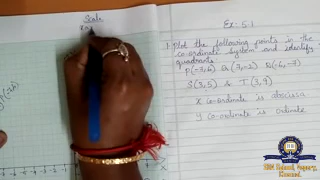 Scale
Ex: 5.1
1. Plot the following points in the
co-ordinate system and identify
quadrants.
P(-3,6) Q(7,-2) R(-6,-7)
S(5,5) & T(3,9)
X co-ordinate is abscissa
Y co-ordinate is ordinate